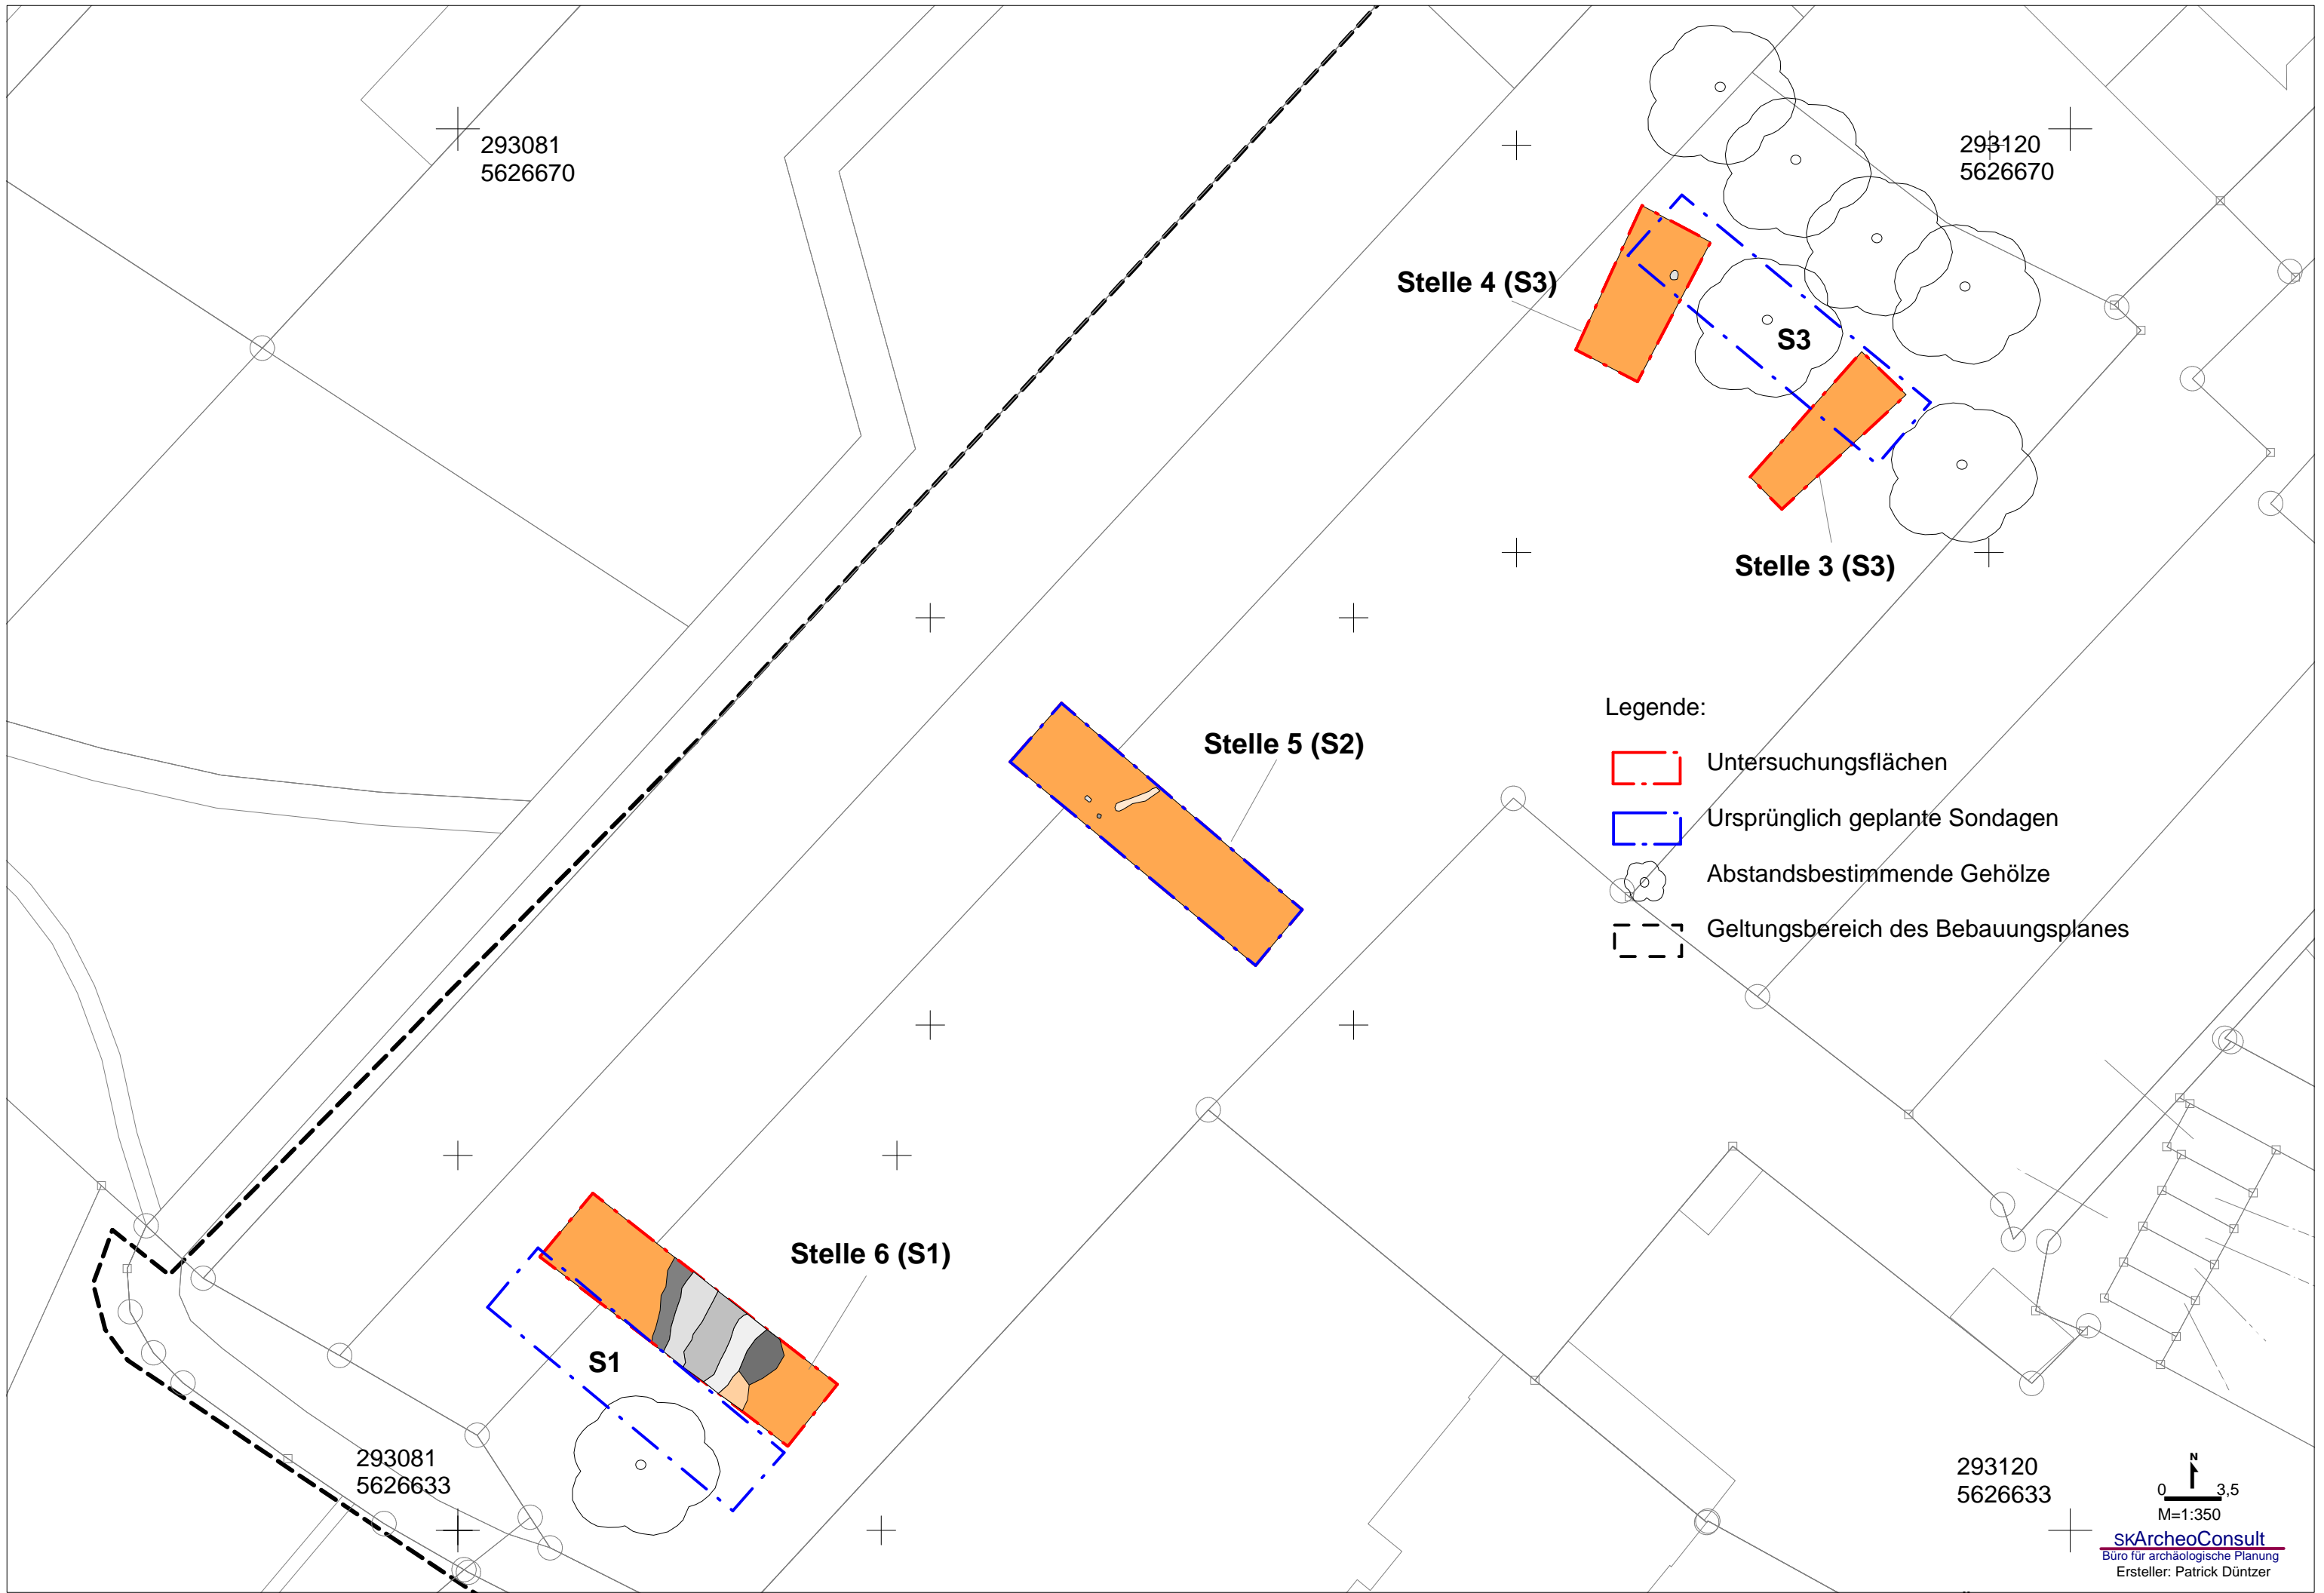 293081
5626670
293120
5626670
Stelle 4 (S3)
S3
Stelle 3 (S3)
Legende:
Stelle 5 (S2)
Untersuchungsflächen
Ursprünglich geplante Sondagen
Abstandsbestimmende Gehölze
Geltungsbereich des Bebauungsplanes
Stelle 6 (S1)
S1
293081
5626633
293120
5626633
N
0 3,5
M=1:350
SKArcheoConsult
Büro für archäologische Planung
Ersteller: Patrick Düntzer